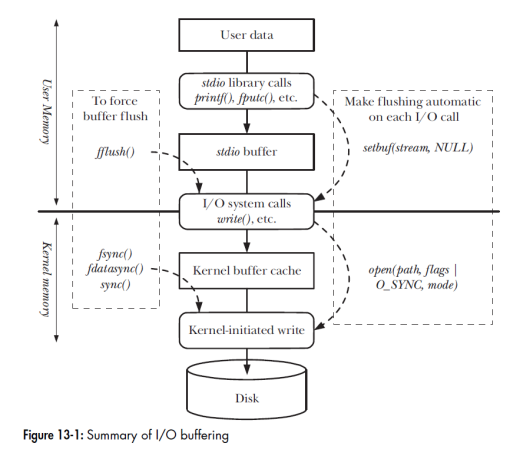 User data
stdio library calls
printf(), fputc(), etc.
To force
buffer flush
Make flushing automatic
on each I/O call
User Memory
fflush()
stdio buffer
setbuf(stream, NULL)
I/O system calls
write(), etc.
Kernel memory
fsync()
fdatasync()
sync()
Kernel buffer cache
open(path, flags |
O_SYNC, mode)
Kernel-initiated write
Disk
Figure 13-1: Summary of I/O buffering